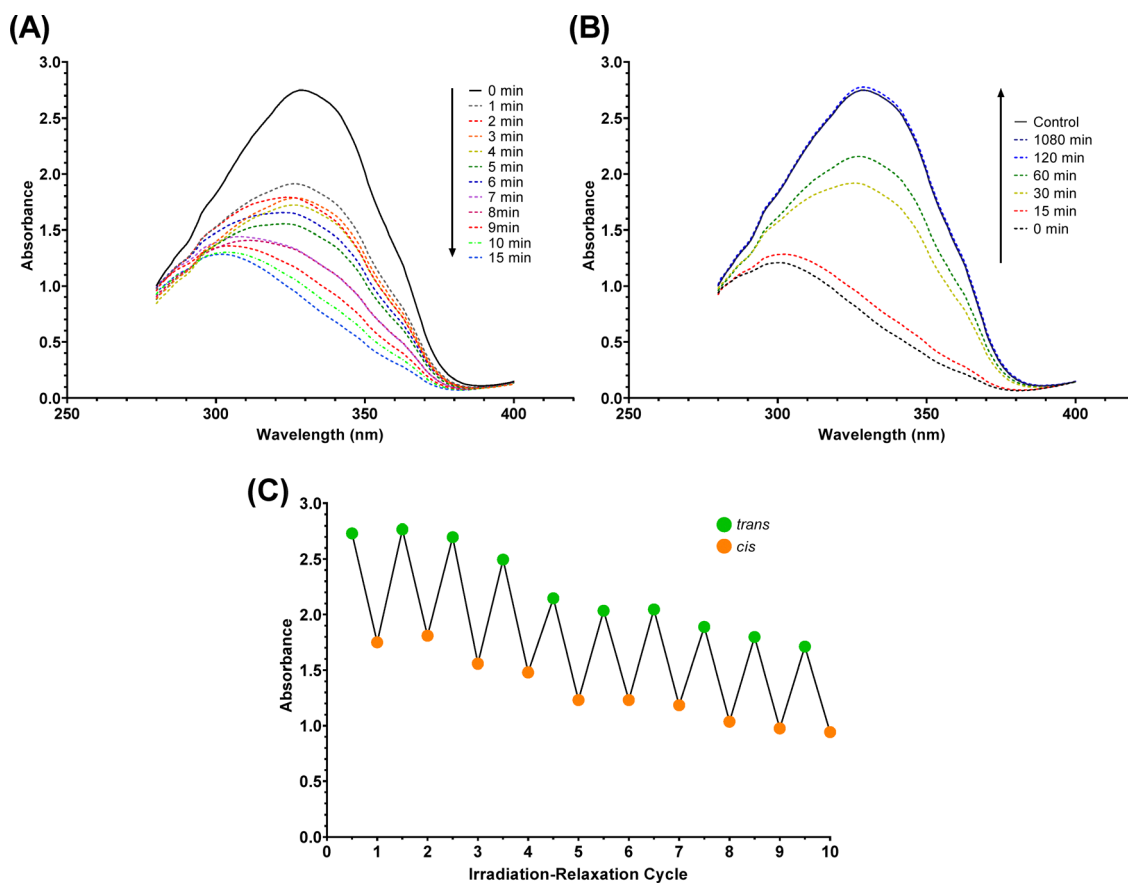 (A)
3.0
2.5
2.0
1.5
1.0
0.5
0.0
Absorbance
250
300
350
400
Wavelength (nm)
0 min
1 min
2 min
3 min
4 min
5 min
6 min
7 min
8min
9min
10 min
15 min
(B)
3.0
2.5
2.0
1.5
1.0
0.5
0.0
Absorbance
250
300
350
400
Wavelength (nm)
Control
1080 min
120 min
60 min
30 min
15 min
0 min
(C)
3.0
2.5
2.0
1.5
1.0
0.5
0.0
Absorbance
0
1
2
3
4
5
6
7
8
9
10
Irradiation-Relaxation Cycle
trans
cis